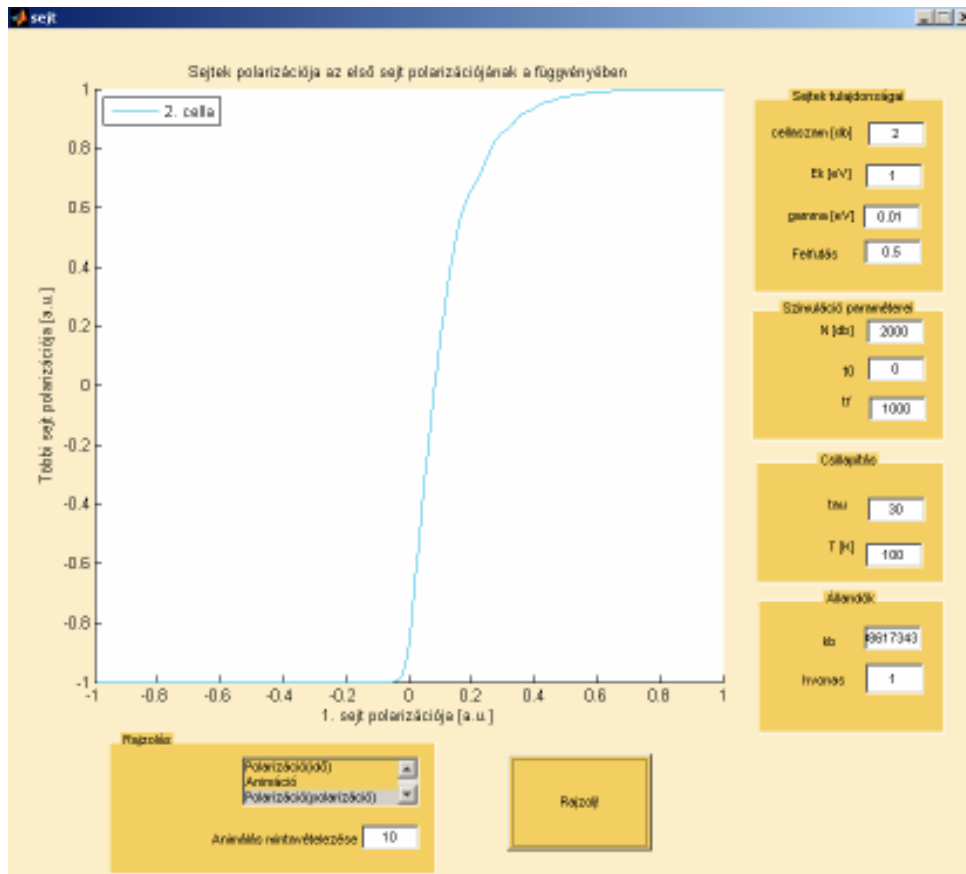 sejt
Sejtek polarizációja az első sejt polarizációjának a függvényében
2. cella
1
0.8
0.6
0.4
0.2
0
-0.2
-0.4
-0.6
-0.8
-1
Többi sejt polarizációja [a.u.]
-1 -0.8 -0.6 -0.4 -0.2 0 0.2 0.4 0.6 0.8 1
1. sejt polarizációja [a.u.]
Sejtek tulajdonságai
cellaszam [db] 2
Ek [eV] 1
gamma [eV] 0.01
Felfutás 0.5
Szimuláció paraméterei
N [db] 2000
t0 0
tf 1000
Csillapítás
tau 30
T [K] 100
Állandók
kb 8617343
hvonas 1
Rajzolás
Polarizáció(idő)
Animáció
Polarizáció(polarizáció)
Animálás mintavételezése 10
Rajzolj!